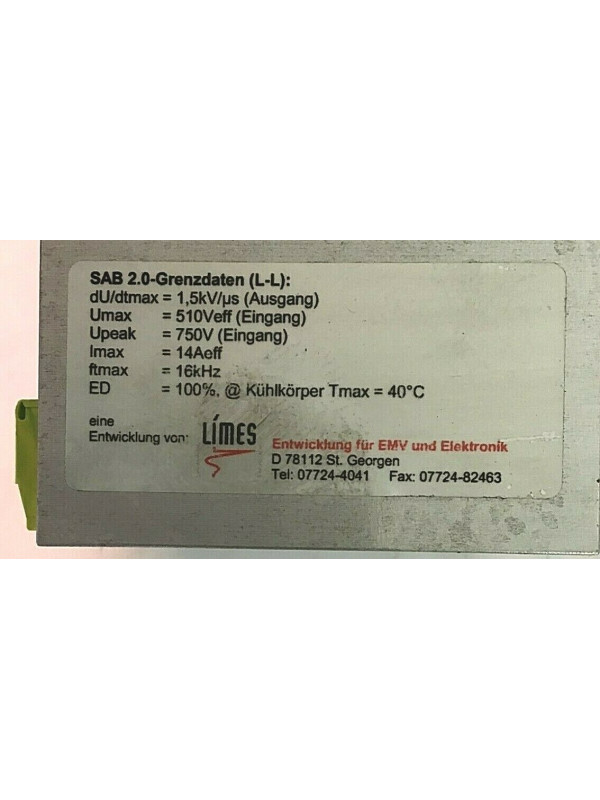 SAB 2.0-Grenzdaten (L-L):
dU/dtmax = 1,5kV/µs (Ausgang)
Umax = 510Veff (Eingang)
Upeak = 750V (Eingang)
Imax = 14Aeff
ftmax = 16kHz
ED = 100%, @ Kühlkörper Tmax = 40°C
eine
Entwicklung von: LÍMES
Entwicklung für EMV und Elektronik
D 78112 St. Georgen
Tel: 07724-4041 Fax: 07724-82463